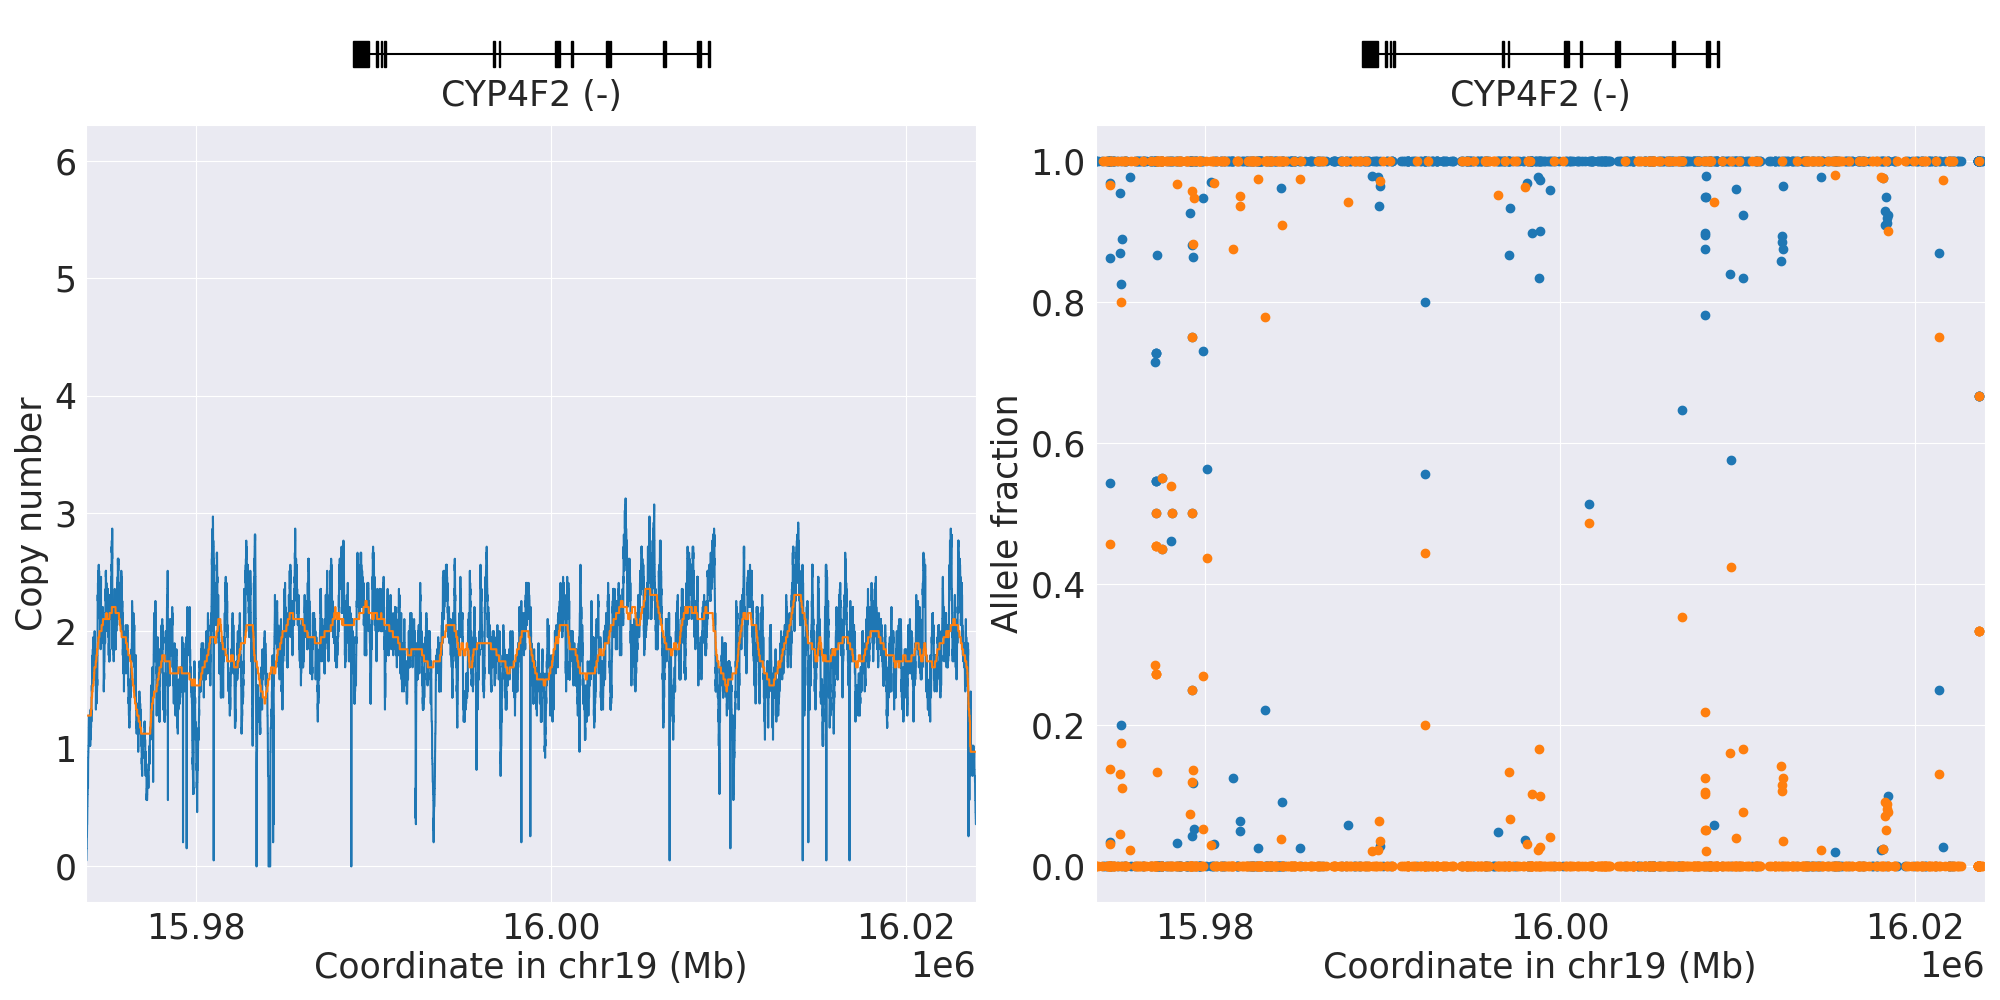 CYP4F2 (-)
6
5
4
3
2
1
0
Copy number
15.98
16.00
16.02
Coordinate in chr19 (Mb)
1e6
CYP4F2 (-)
1.0
0.8
0.6
0.4
0.2
0.0
Allele fraction
15.98
16.00
16.02
Coordinate in chr19 (Mb)
1e6